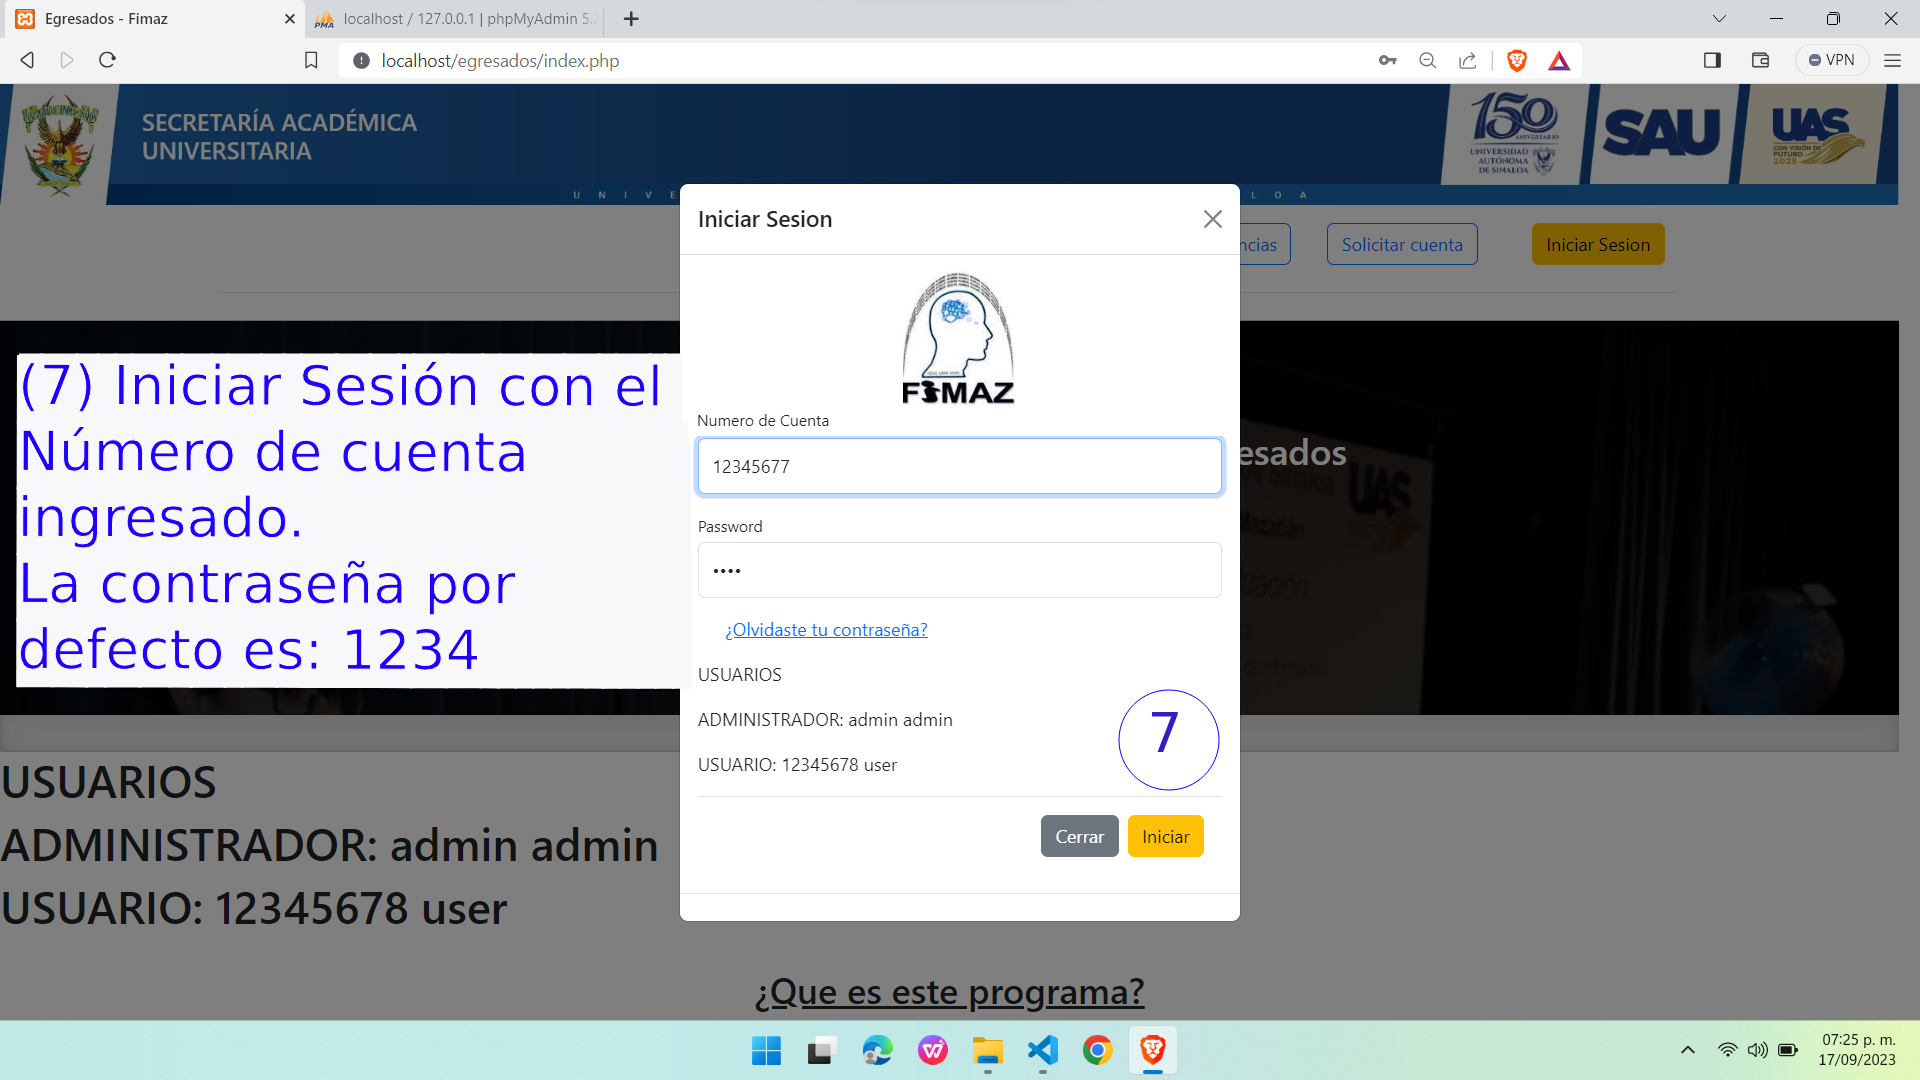 Egresados - Fimaz
localhost / 127.0.0.1 | phpMyAdmin 5.
localhost/egresados/index.php
VPN
SECRETARÍA ACADÉMICA
UNIVERSITARIA
150
ANIVERSARIO
UNIVERSIDAD
AUTÓNOMA
DE SINALOA
SAU
UAS
CON VISIÓN DE
FUTURO
2025
U N I V E
L O A
Iniciar Sesion
ncias
Solicitar cuenta
Iniciar Sesion
FIMAZ
(7) Iniciar Sesión con el
Número de cuenta
ingresado.
La contraseña por
defecto es: 1234
Numero de Cuenta
12345677
esados
UAS
Password
••••
¿Olvidaste tu contraseña?
USUARIOS
ADMINISTRADOR: admin admin
USUARIO: 12345678 user
7
Cerrar
Iniciar
USUARIOS
ADMINISTRADOR: admin admin
USUARIO: 12345678 user
¿Que es este programa?
07:25 p. m.
17/09/2023